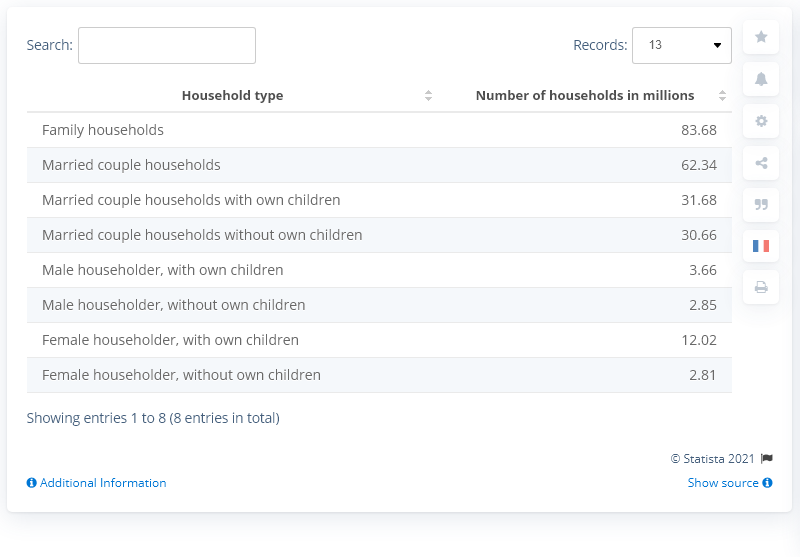 Search:
Records: 13
Household type Number of households in millions
Family households 83.68
Married couple households 62.34
Married couple households with own children 31.68
Married couple households without own children 30.66
Male householder, with own children 3.66
Male householder, without own children 2.85
Female householder, with own children 12.02
Female householder, without own children 2.81
Showing entries 1 to 8 (8 entries in total)
© Statista 2021
Additional Information
Show source